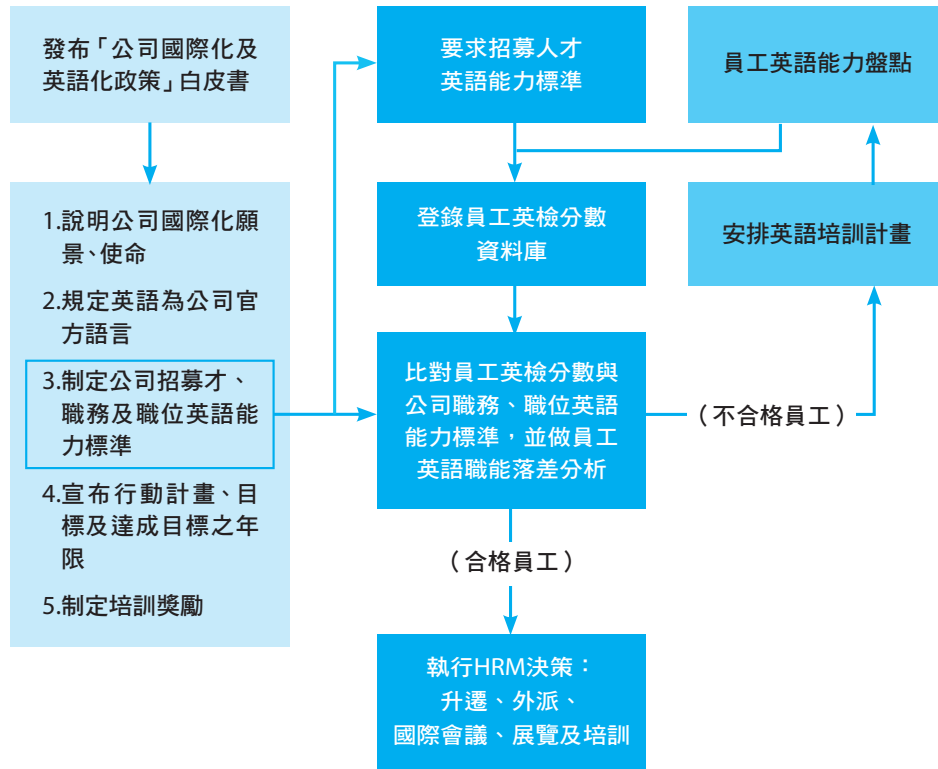 發布「公司國際化及
英語化政策」白皮書
1.說明公司國際化願
景、使命
2.規定英語為公司官
方語言
3.制定公司招募才、
職務及職位英語能
力標準
4.宣布行動計畫、目
標及達成目標之年
限
5.制定培訓獎勵
要求招募人才
英語能力標準
登錄員工英檢分數
資料庫
比對員工英檢分數與
公司職務、職位英語
能力標準，並做員工
英語職能落差分析
（合格員工）
執行HRM決策：
升遷、外派、
國際會議、展覽及培訓
（不合格員工）
安排英語培訓計畫
員工英語能力盤點